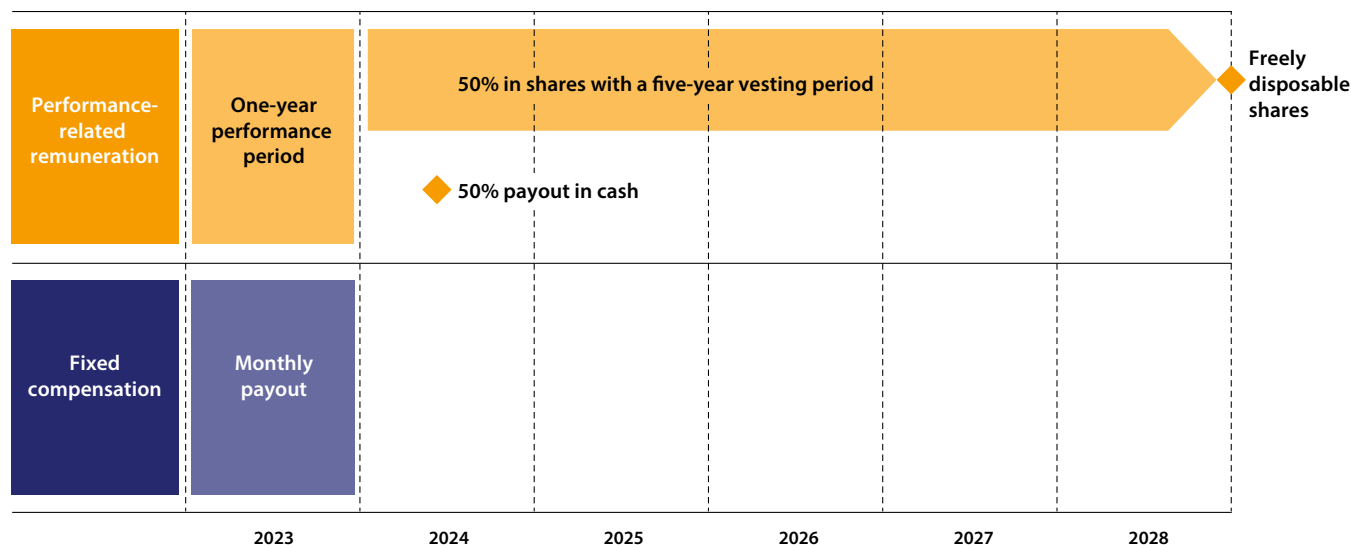 Performance-
related
remuneration
One-year
performance
period
50% in shares with a five-year vesting period
Freely
disposable
shares
50% payout in cash
Fixed
compensation
Monthly
payout
2023 2024 2025 2026 2027 2028